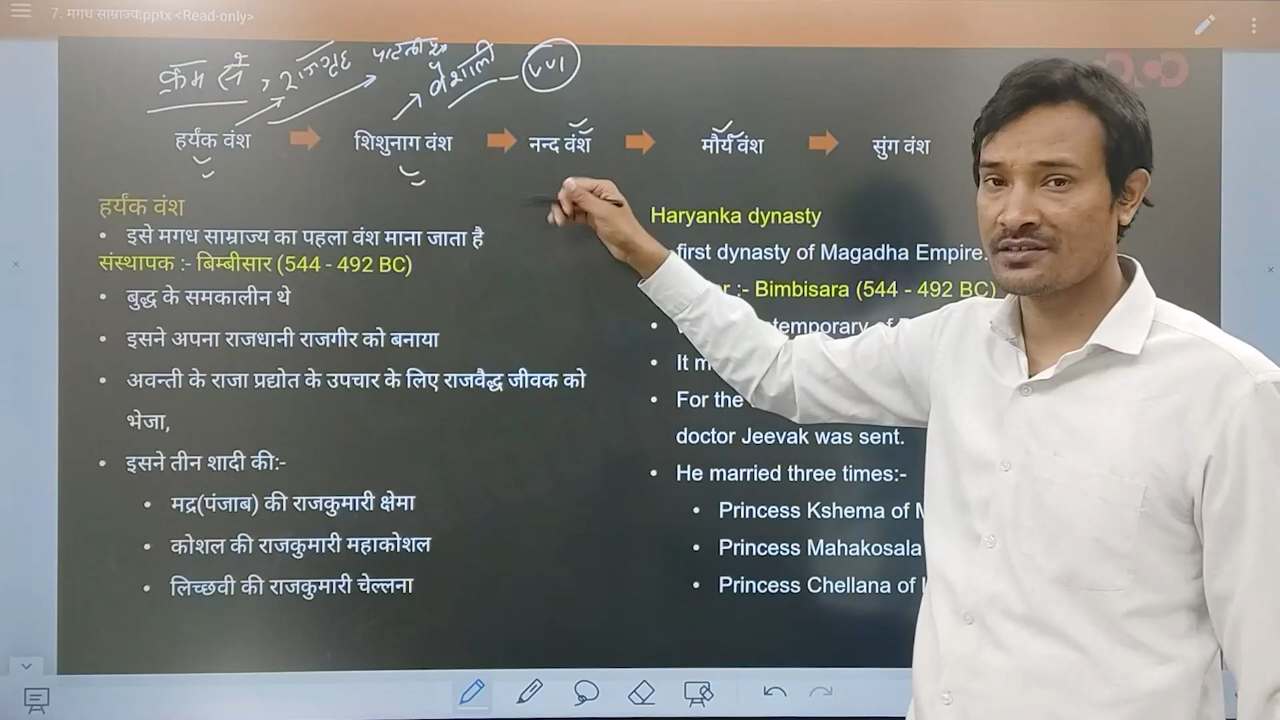 7. मगध साम्राज्य.pptx <Read-only>
क्रम से, राजगृह
वैशाली - VVI
हर्यंक वंश शिशुनाग वंश नन्द वंश मौर्य वंश सुंग वंश
हर्यंक वंश
• इसे मगध साम्राज्य का पहला वंश माना जाता है
संस्थापक :- बिम्बीसार (544 - 492 BC)
• बुद्ध के समकालीन थे
• इसने अपना राजधानी राजगीर को बनाया
• अवन्ती के राजा प्रद्योत के उपचार के लिए राजवैद्ध जीवक को
भेजा,
• इसने तीन शादी की:-
• मद्र(पंजाब) की राजकुमारी क्षेमा
• कोशल की राजकुमारी महाकोशल
• लिच्छवी की राजकुमारी चेल्लना
Haryanka dynasty
first dynasty of Magadha Empire.
:- Bimbisara (544 - 492 BC)
• It
• For the
doctor Jeevak was sent.
• He married three times:-
• Princess Kshema of
• Princess Mahakosala
• Princess Chellana of